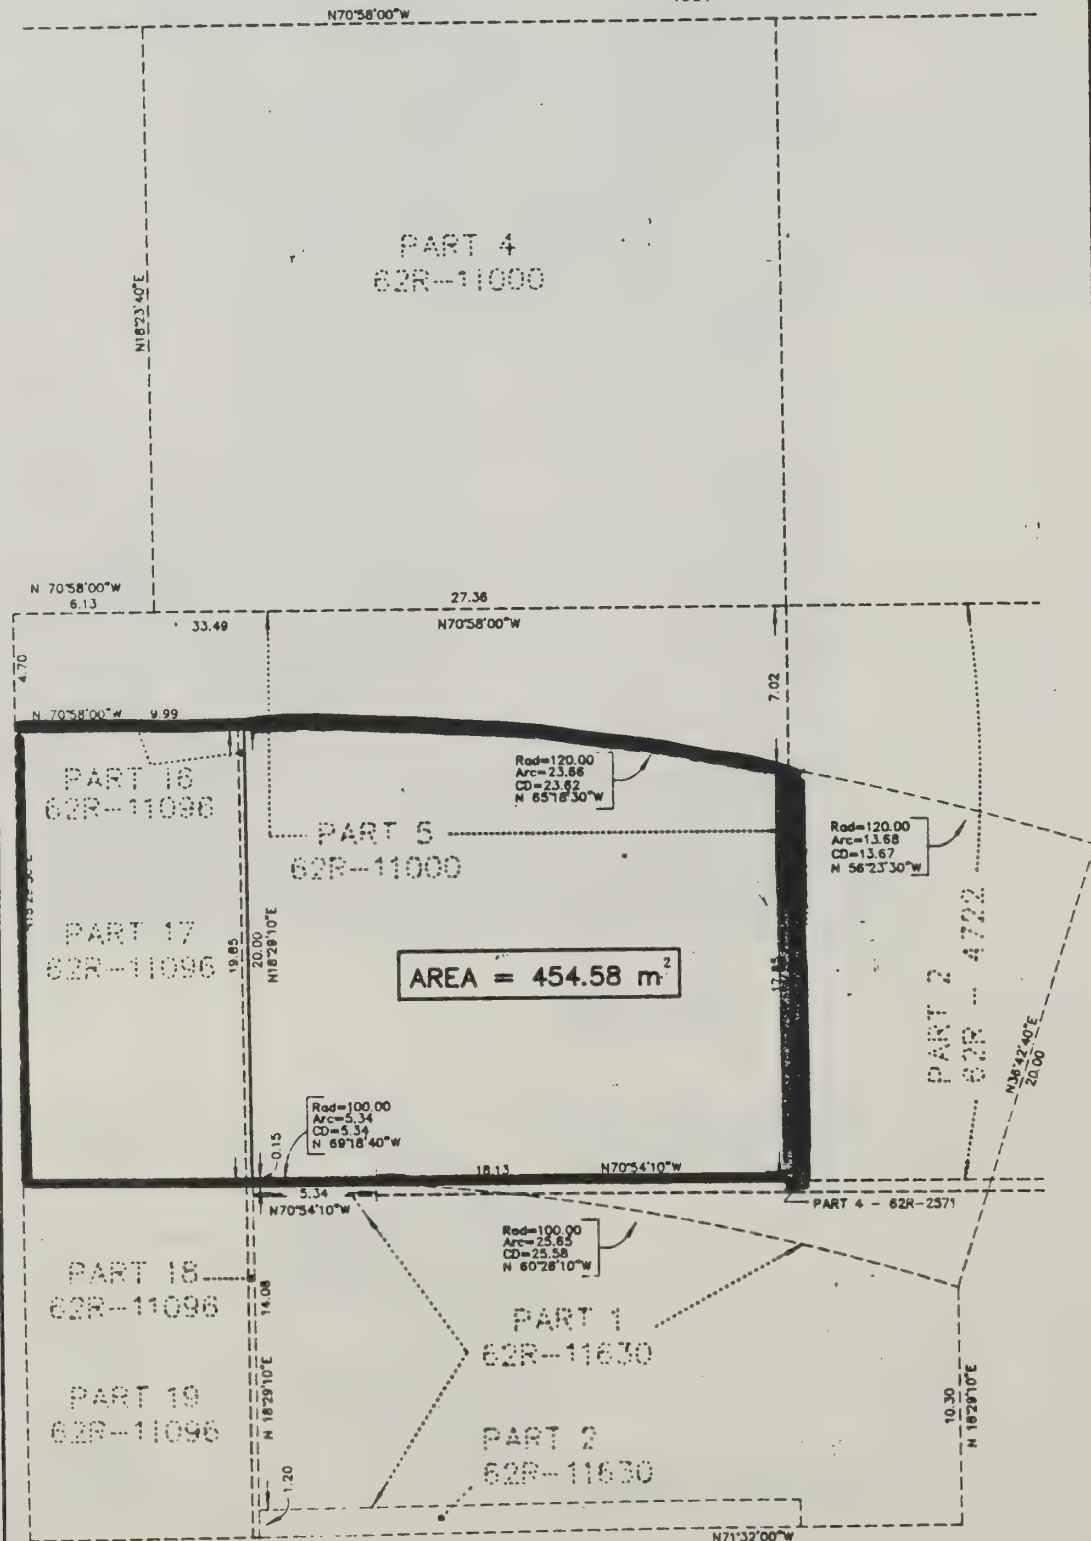 N70°58'00"W
N18°23'40"E
PART 4
62R-11000
N 70°58'00"W
6.13
27.36
33.49
N70°58'00"W
4.70
7.02
N 70°58'00"W 9.99
Rad=120.00
Arc=23.66
CD=23.62
N 65°18'30"W
PART 16
62R-11096
PART 5
62R-11000
Rad=120.00
Arc=13.68
CD=13.67
N 56°23'30"W
PART 17
62R-11096
19.85
20.00
N18°29'10"E
AREA = 454.58 m²
17.85
PART 2
62R - 4722
N36°42'40"E
20.00
Rad=100.00
Arc=5.34
CD=5.34
N 69°18'40"W
0.15
18.13
N70°54'10"W
5.34
N70°54'10"W
PART 4 - 62R-2371
Rad=100.00
Arc=25.65
CD=25.58
N 60°28'10"W
PART 18
62R-11096
14.08
N 18°29'10"E
PART 1
62R-11630
PART 19
62R-11096
10.30
N 18°29'10"E
PART 2
62R-11630
1.20
N71°32'00"W